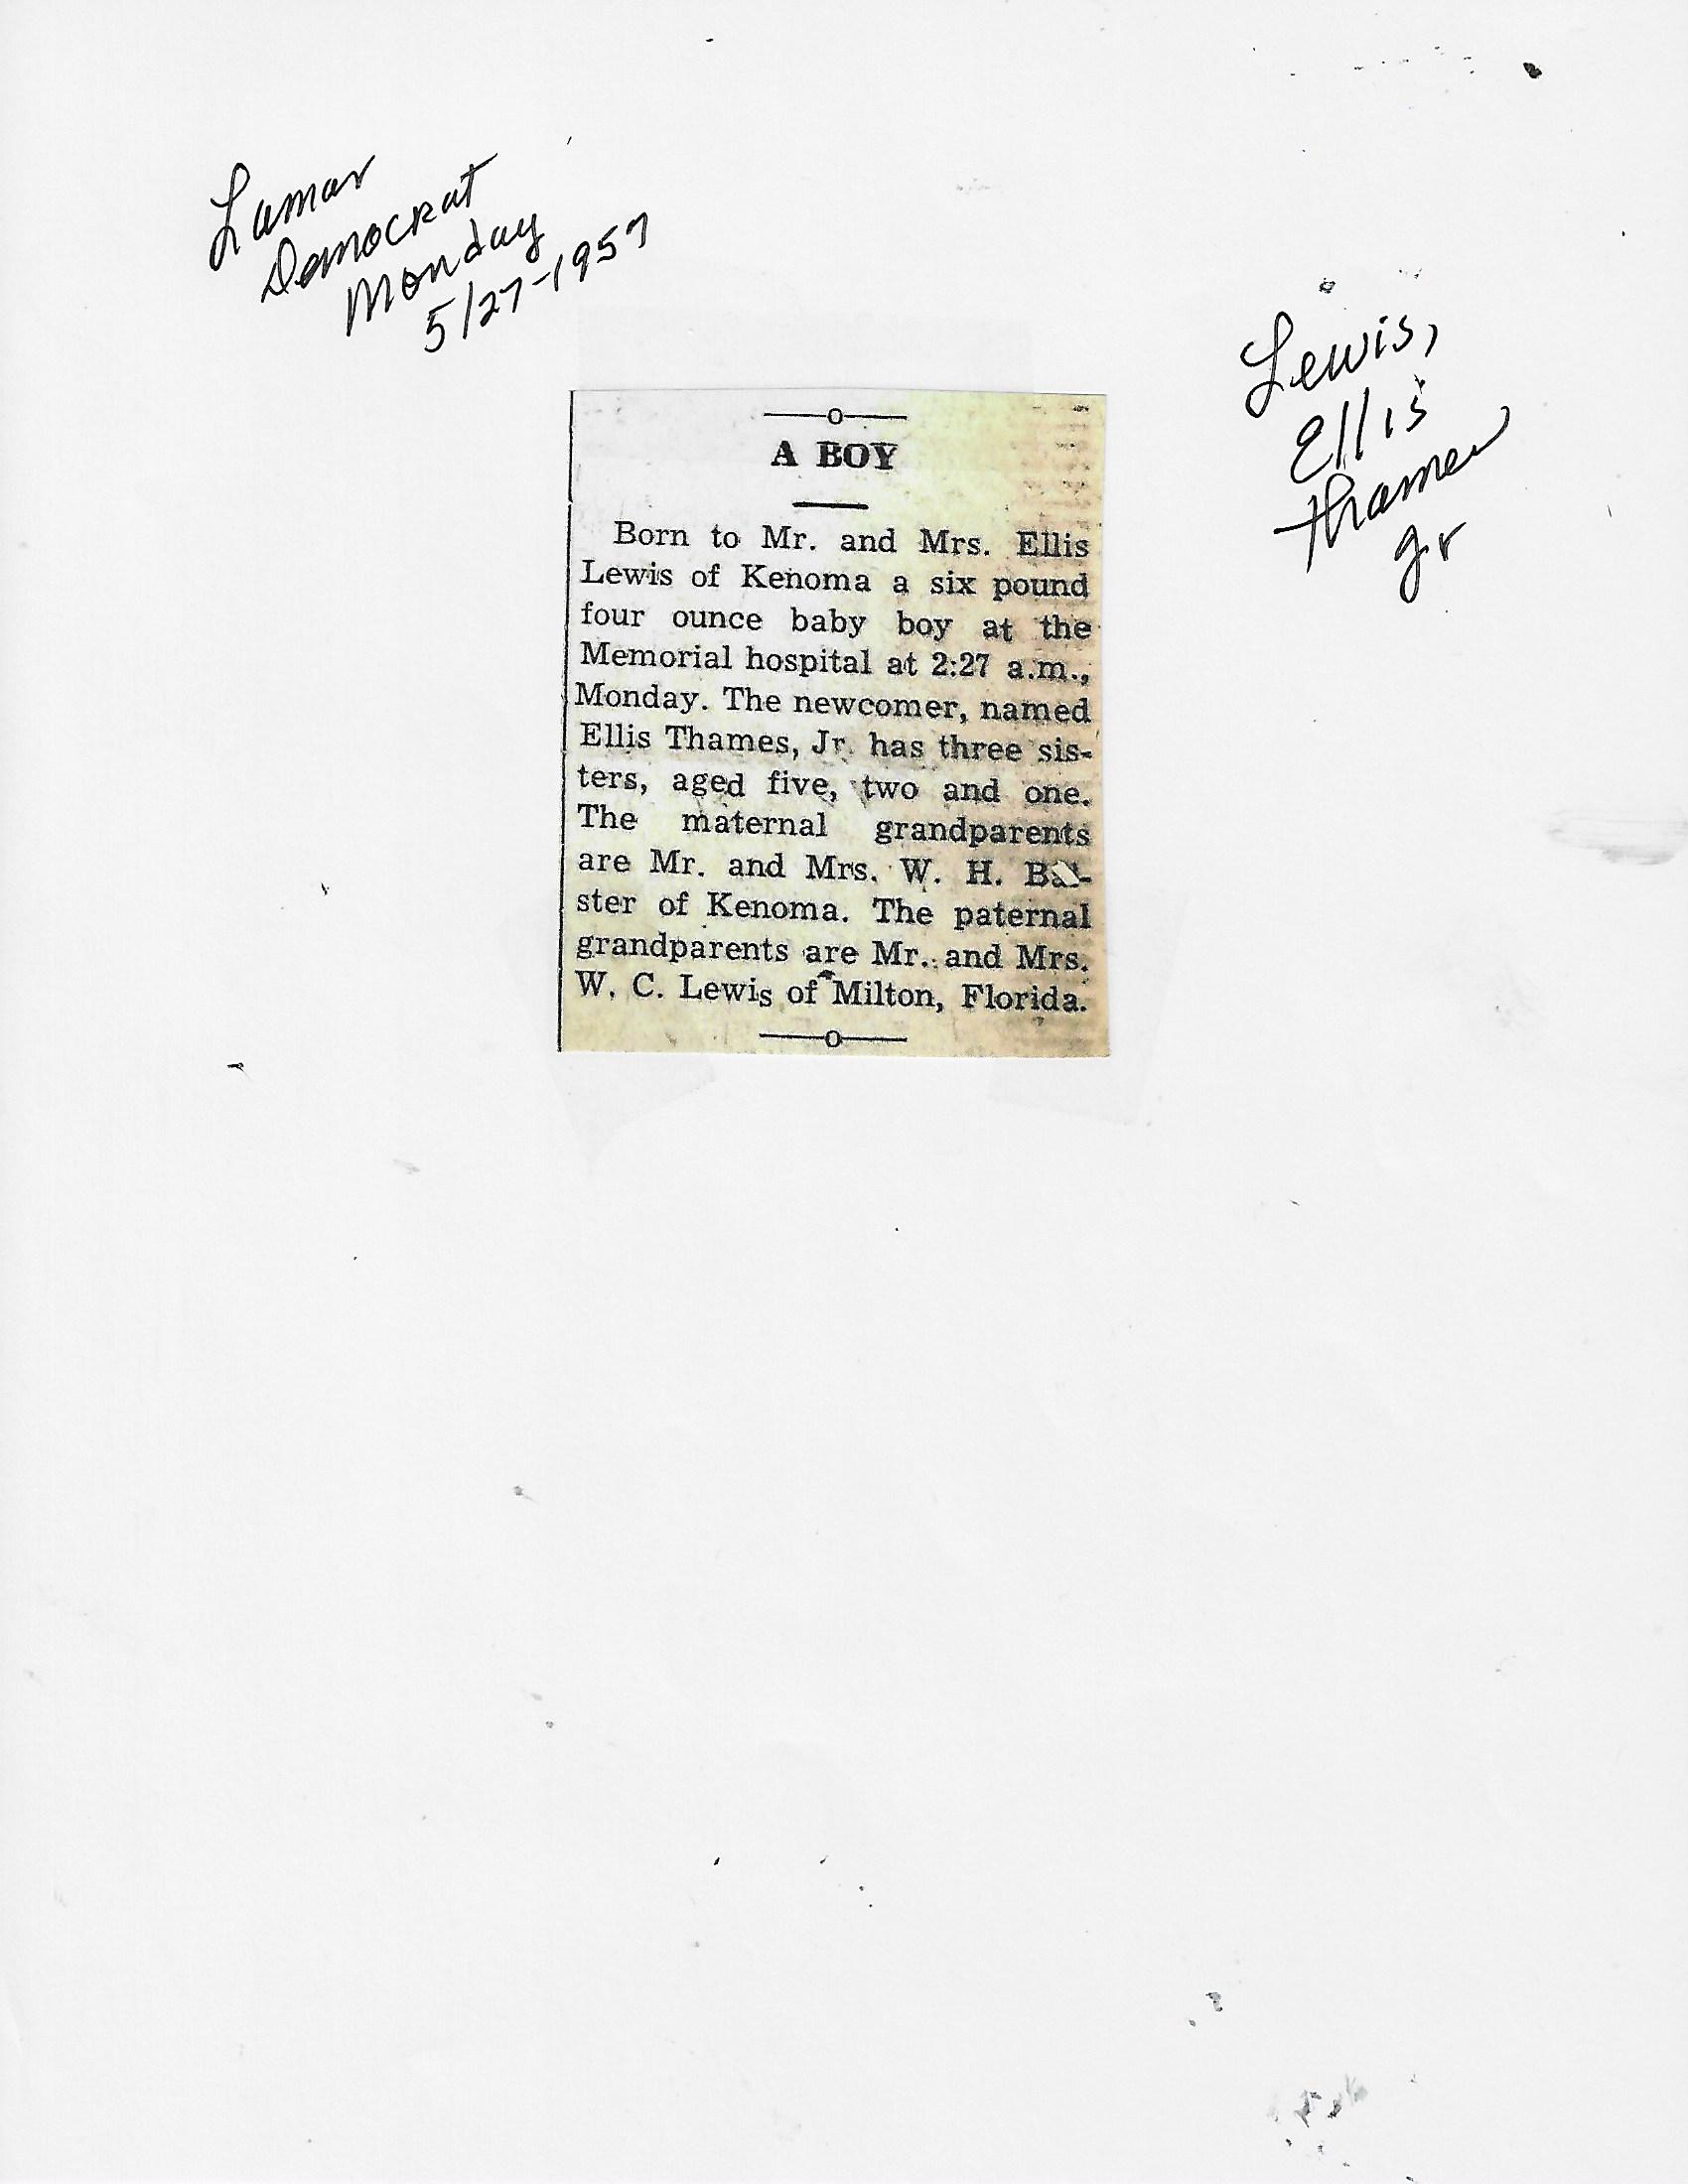 Lamar
Democrat
Monday
5/27-1957
Lewis,
Ellis
Jr
—o—
A BOY
Born to Mr. and Mrs. Ellis
Lewis of Kenoma a six pound
four ounce baby boy at the
Memorial hospital at 2:27 a.m.,
Monday. The newcomer, named
Ellis Thames, Jr. has three sis-
ters, aged five, two and one.
The maternal grandparents
are Mr. and Mrs. W. H.
ster of Kenoma. The paternal
grandparents are Mr. and Mrs.
W. C. Lewis of Milton, Florida.
—o—